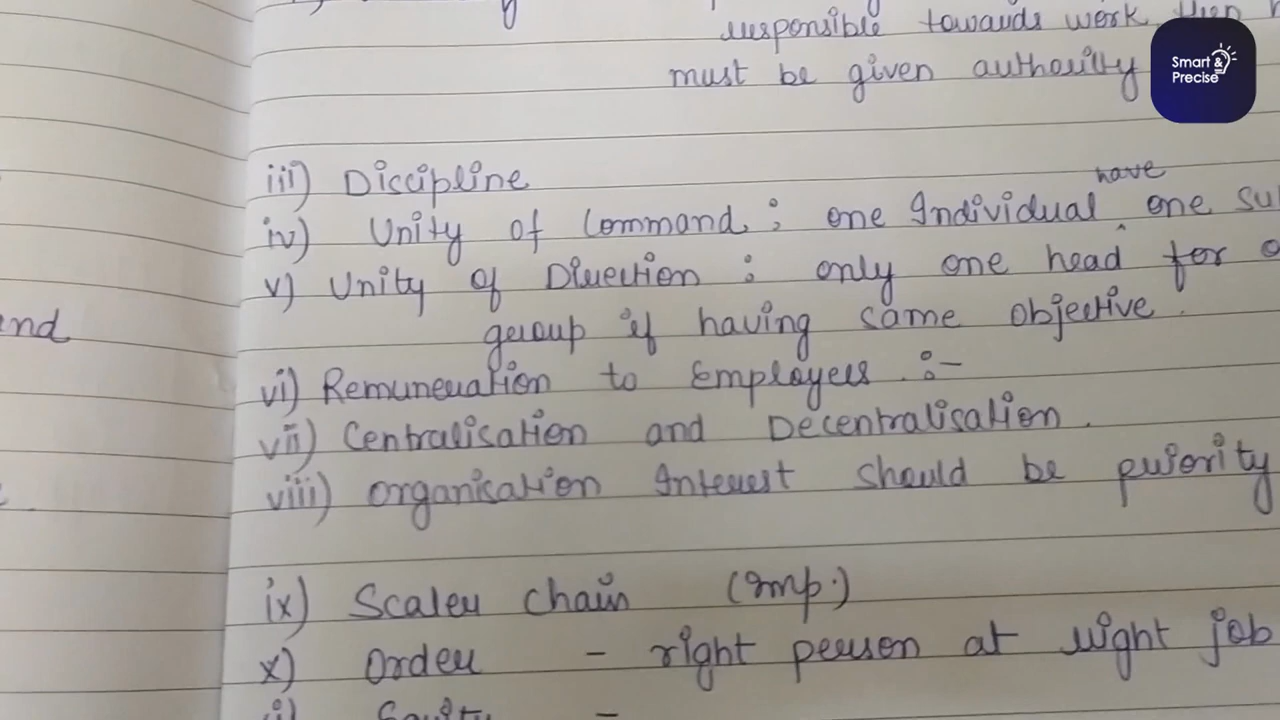 responsible towards work then
must be given authority
Smart &
Precise
iii) Discipline
have
iv) Unity of Command : one Individual ‸ one
v) Unity of Direction : only one head for
end
group if having same objective.
vi) Remuneration to Employees :-
vii) Centralisation and Decentralisation.
viii) Organisation Interest should be priority
ix) Scaler chain (Imp.)
x) Order - right person at right job
Equity -